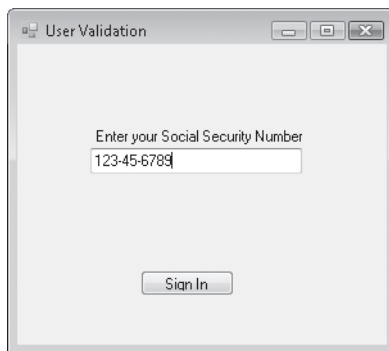 User Validation
Enter your Social Security Number
123-45-6789
Sign In